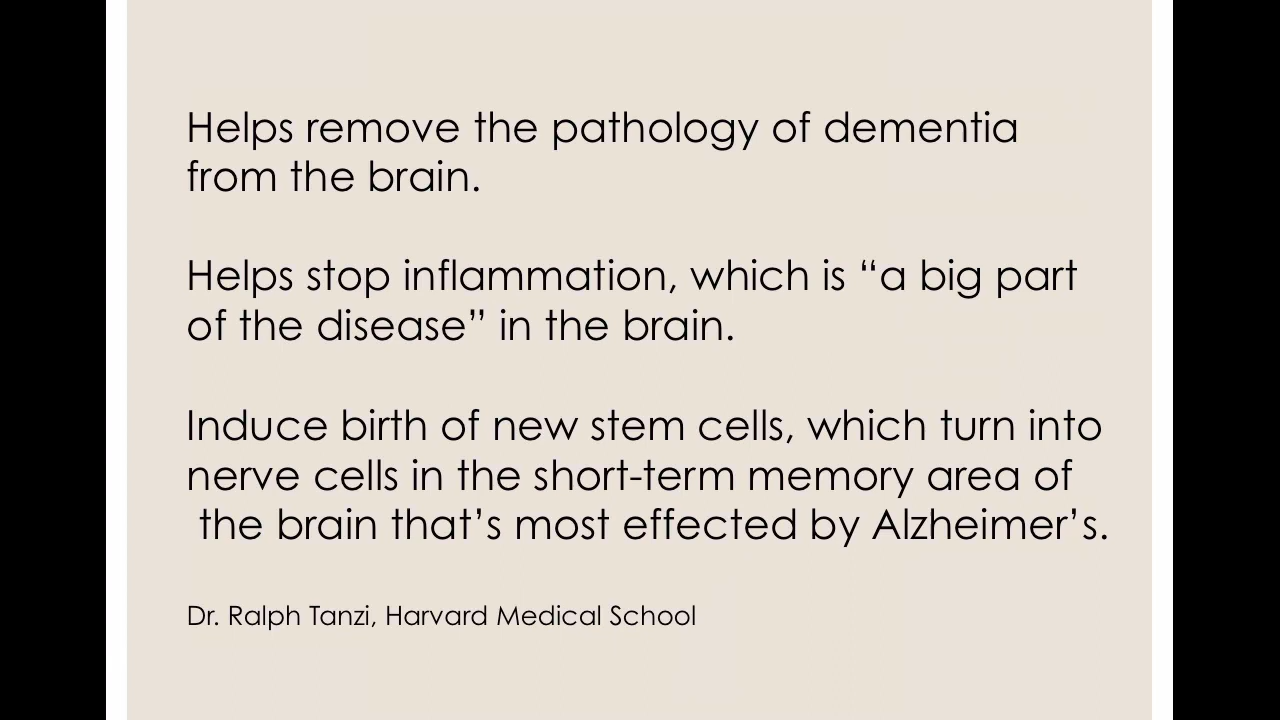 Helps remove the pathology of dementia
from the brain.
Helps stop inflammation, which is “a big part
of the disease” in the brain.
Induce birth of new stem cells, which turn into
nerve cells in the short-term memory area of
the brain that’s most effected by Alzheimer’s.
Dr. Ralph Tanzi, Harvard Medical School